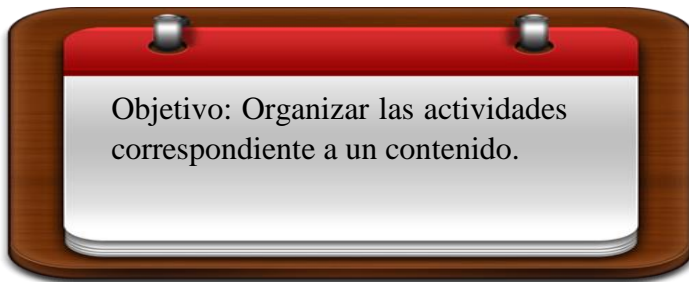 Objetivo: Organizar las actividades
correspondiente a un contenido.